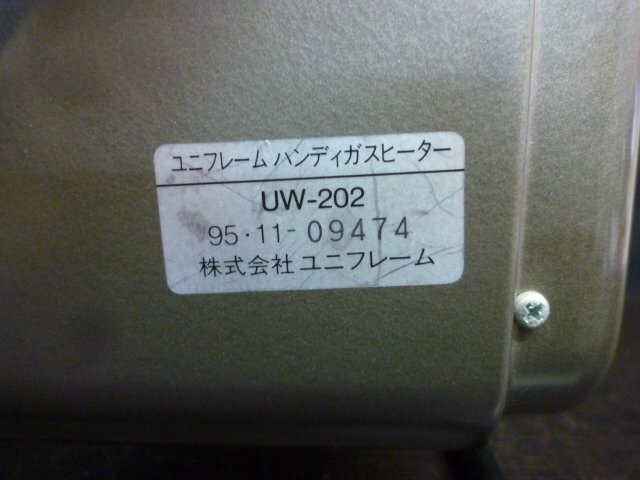 ユニフレーム ハンディガスヒーター
UW-202
95・11-09474
株式会社 ユニフレーム